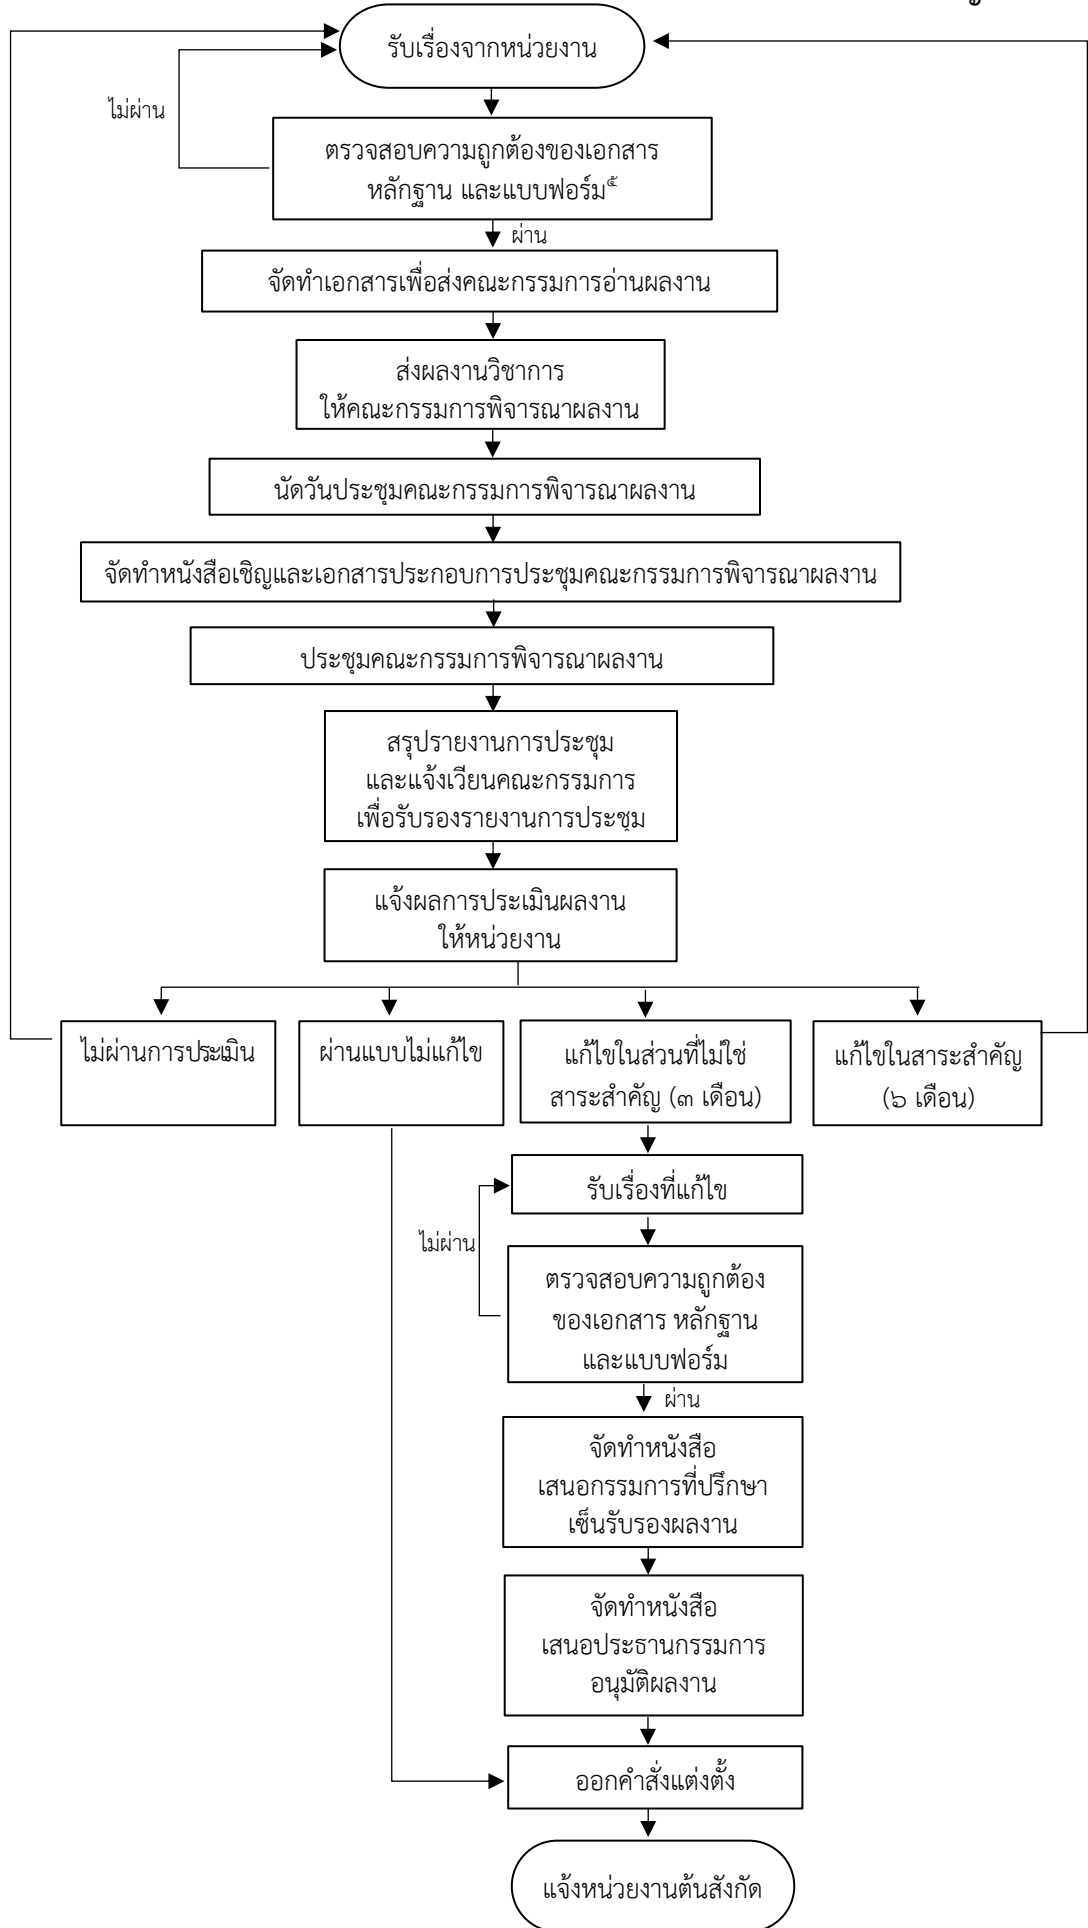 รับเรื่องจากหน่วยงาน
ไม่ผ่าน
ตรวจสอบความถูกต้องของเอกสาร
หลักฐาน และแบบฟอร์ม๕
ผ่าน
จัดทำเอกสารเพื่อส่งคณะกรรมการอ่านผลงาน
ส่งผลงานวิชาการ
ให้คณะกรรมการพิจารณาผลงาน
นัดวันประชุมคณะกรรมการพิจารณาผลงาน
จัดทำหนังสือเชิญและเอกสารประกอบการประชุมคณะกรรมการพิจารณาผลงาน
ประชุมคณะกรรมการพิจารณาผลงาน
สรุปรายงานการประชุม
และแจ้งเวียนคณะกรรมการ
เพื่อรับรองรายงานการประชุม
แจ้งผลการประเมินผลงาน
ให้หน่วยงาน
ไม่ผ่านการประเมิน
ผ่านแบบไม่แก้ไข
แก้ไขในส่วนที่ไม่ใช่
สาระสำคัญ (๓ เดือน)
แก้ไขในสาระสำคัญ
(๖ เดือน)
รับเรื่องที่แก้ไข
ไม่ผ่าน
ตรวจสอบความถูกต้อง
ของเอกสาร หลักฐาน
และแบบฟอร์ม
ผ่าน
จัดทำหนังสือ
เสนอกรรมการที่ปรึกษา
เซ็นรับรองผลงาน
จัดทำหนังสือ
เสนอประธานกรรมการ
อนุมัติผลงาน
ออกคำสั่งแต่งตั้ง
แจ้งหน่วยงานต้นสังกัด